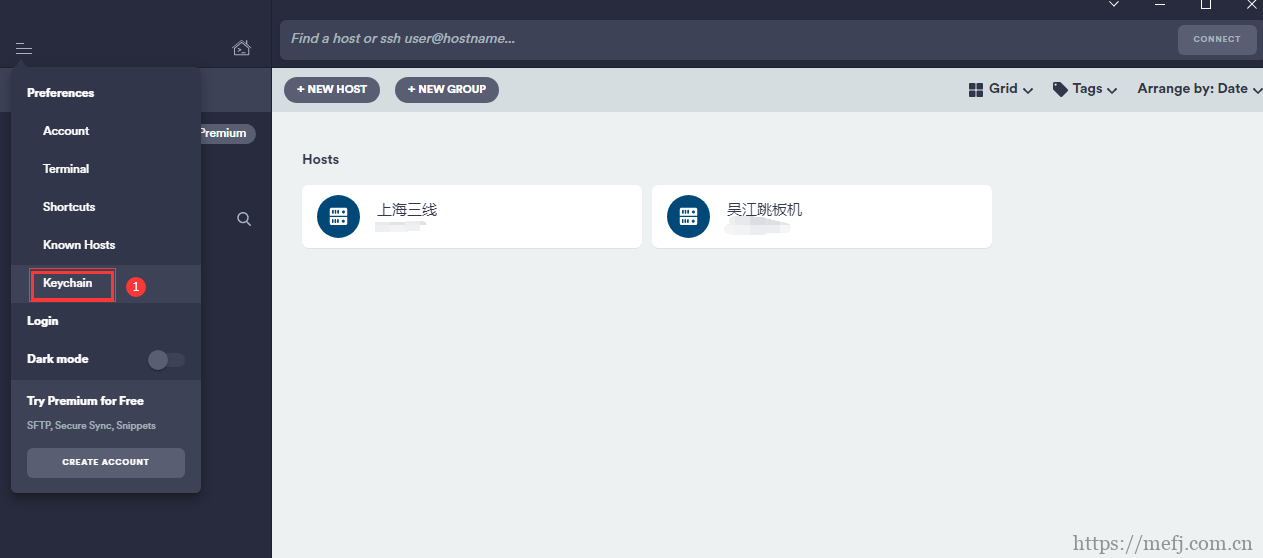 Find a host or ssh user@hostname...
CONNECT
Preferences
Account
Terminal
Shortcuts
Known Hosts
Keychain
1
Login
Dark mode
Try Premium for Free
SFTP, Secure Sync, Snippets
CREATE ACCOUNT
Premium
+ NEW HOST
+ NEW GROUP
Grid
Tags
Arrange by: Date
Hosts
上海三线
吴江跳板机
https://mefj.com.cn